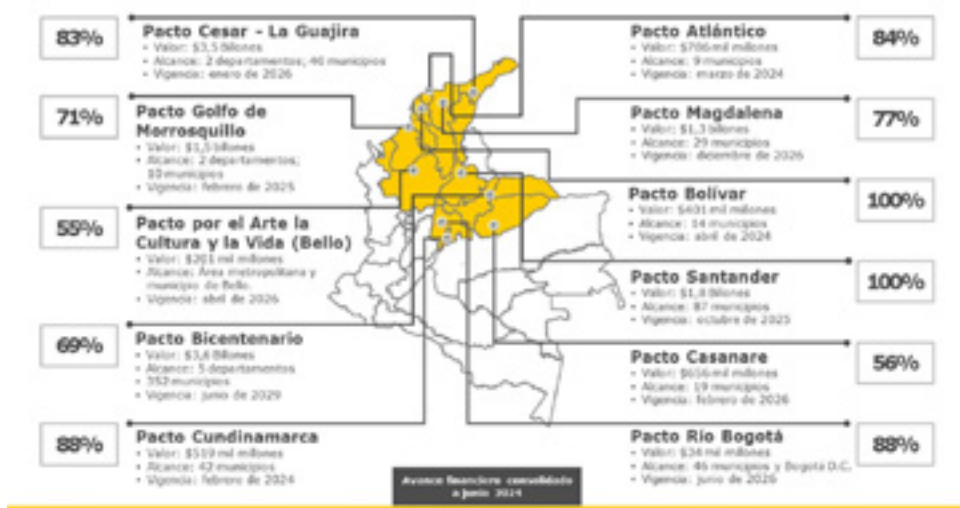 83%
Pacto Cesar - La Guajira
• Valor: $3,5 billones
• Alcance: 2 departamentos; 46 municipios
• Vigencia: enero de 2026
71%
Pacto Golfo de
Morrosquillo
• Valor: $1,5 billones
• Alcance: 2 departamentos;
municipios
• Vigencia: febrero de 2025
55%
Pacto por el Arte la
Cultura y la Vida (Bello)
• Valor: $201 mil millones
• Alcance: Área metropolitana y
municipio de Bello.
• Vigencia: abril de 2026
69%
Pacto Bicentenario
• Valor: $3,6 Billones
• Alcance: 5 departamentos
352 municipios
• Vigencia: junio de 2029
88%
Pacto Cundinamarca
• Valor: $519 mil millones
• Alcance: 42 municipios
• Vigencia: febrero de 2024
Pacto Atlántico
• Valor: $786 mil millones
• Alcance: 9 municipios
• Vigencia: marzo de 2024
84%
Pacto Magdalena
• Valor: $1,3 billones
• Alcance: 29 municipios
• Vigencia: diciembre de 2026
77%
Pacto Bolívar
• Valor: $401 mil millones
• Alcance: 14 municipios
• Vigencia: abril de 2024
100%
Pacto Santander
• Valor: $1,8 Billones
• Alcance: 87 municipios
• Vigencia: octubre de 2025
100%
Pacto Casanare
• Valor: $656 mil millones
• Alcance: 19 municipios
• Vigencia: febrero de 2026
56%
Pacto Río Bogotá
• Valor: $34 mil millones
• Alcance: 46 municipios y Bogotá D.C.
• Vigencia: junio de 2026
88%
Avance financiero consolidado
a junio 2024